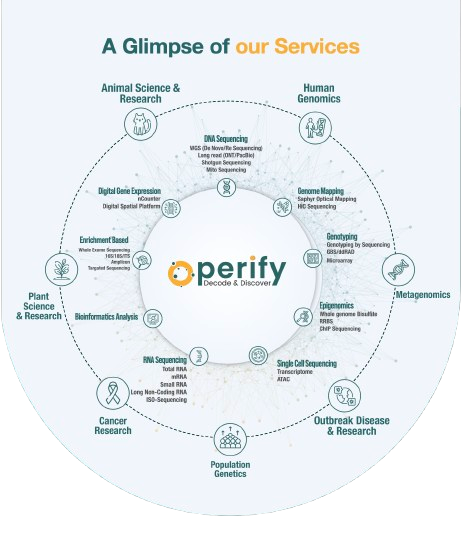 A Glimpse of our Services
Animal Science &
Research
Human
Genomics
DNA Sequencing
WGS (De Novo/Re Sequencing)
Long read (ONT/PacBio)
Shotgun Sequencing
Mito Sequencing
Digital Gene Expression
nCounter
Digital Spatial Platform
Genome Mapping
Saphyr Optical Mapping
HiC Sequencing
Enrichment Based
Whole Exome Sequencing
16S/18S/ITS
Amplicon
Targeted Sequencing
Genotyping
Genotyping by Sequencing
GBS/ddRAD
Microarray
perify
Decode & Discover
Plant
Science
& Research
Metagenomics
Bioinformatics Analysis
Epigenomics
Whole genome Bisulfite
RRBS
ChIP Sequencing
RNA Sequencing
Total RNA
mRNA
Small RNA
Long Non-Coding RNA
ISO-Sequencing
Single Cell Sequencing
Transcriptome
ATAC
Cancer
Research
Outbreak Disease
& Research
Population
Genetics